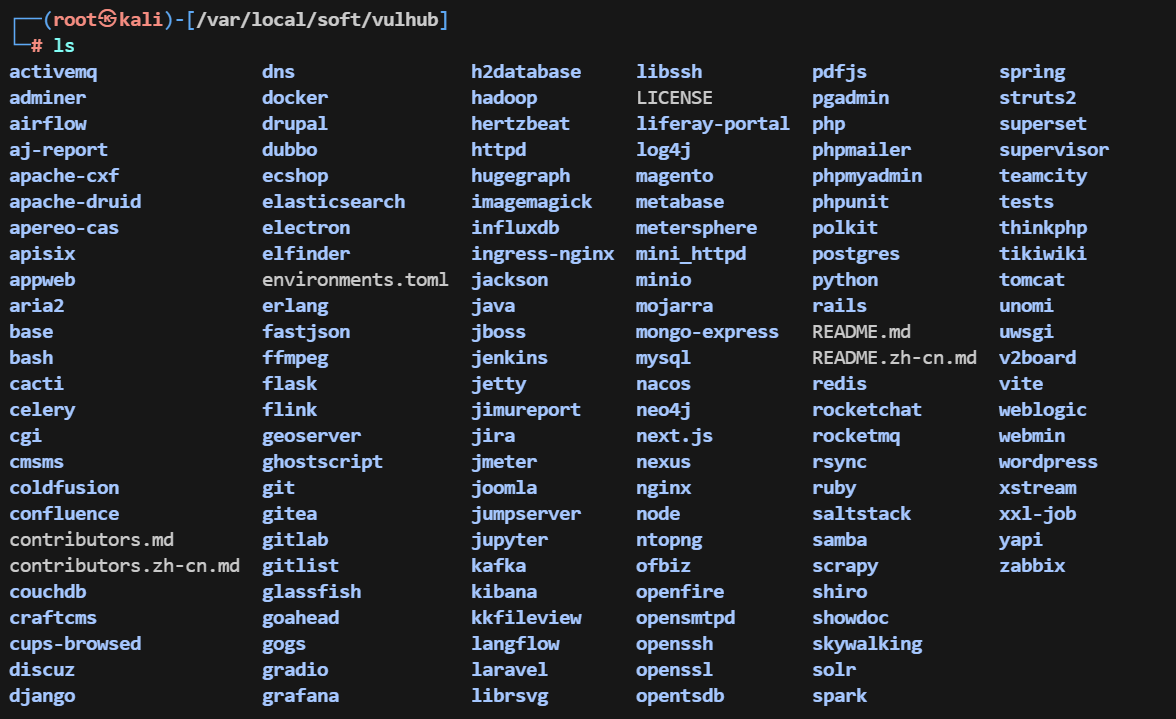 ┌──(root㉿kali)-[/var/local/soft/vulhub]
└─# ls
activemq dns h2database libssh pdfjs spring
adminer docker hadoop LICENSE pgadmin struts2
airflow drupal hertzbeat liferay-portal php superset
aj-report dubbo httpd log4j phpmailer supervisor
apache-cxf ecshop hugegraph magento phpmyadmin teamcity
apache-druid elasticsearch imagemagick metabase phpunit tests
apereo-cas electron influxdb metersphere polkit thinkphp
apisix elfinder ingress-nginx mini_httpd postgres tikiwiki
appweb environments.toml jackson minio python tomcat
aria2 erlang java mojarra rails unomi
base fastjson jboss mongo-express README.md uwsgi
bash ffmpeg jenkins mysql README.zh-cn.md v2board
cacti flask jetty nacos redis vite
celery flink jimureport neo4j rocketchat weblogic
cgi geoserver jira next.js rocketmq webmin
cmsms ghostscript jmeter nexus rsync wordpress
coldfusion git joomla nginx ruby xstream
confluence gitea jumpserver node saltstack xxl-job
contributors.md gitlab jupyter ntopng samba yapi
contributors.zh-cn.md gitlist kafka ofbiz scrapy zabbix
couchdb glassfish kibana openfire shiro
craftcms goahead kkfileview opensmtpd showdoc
cups-browsed gogs langflow openssh skywalking
discuz gradio laravel openssl solr
django grafana librsvg opentsdb spark